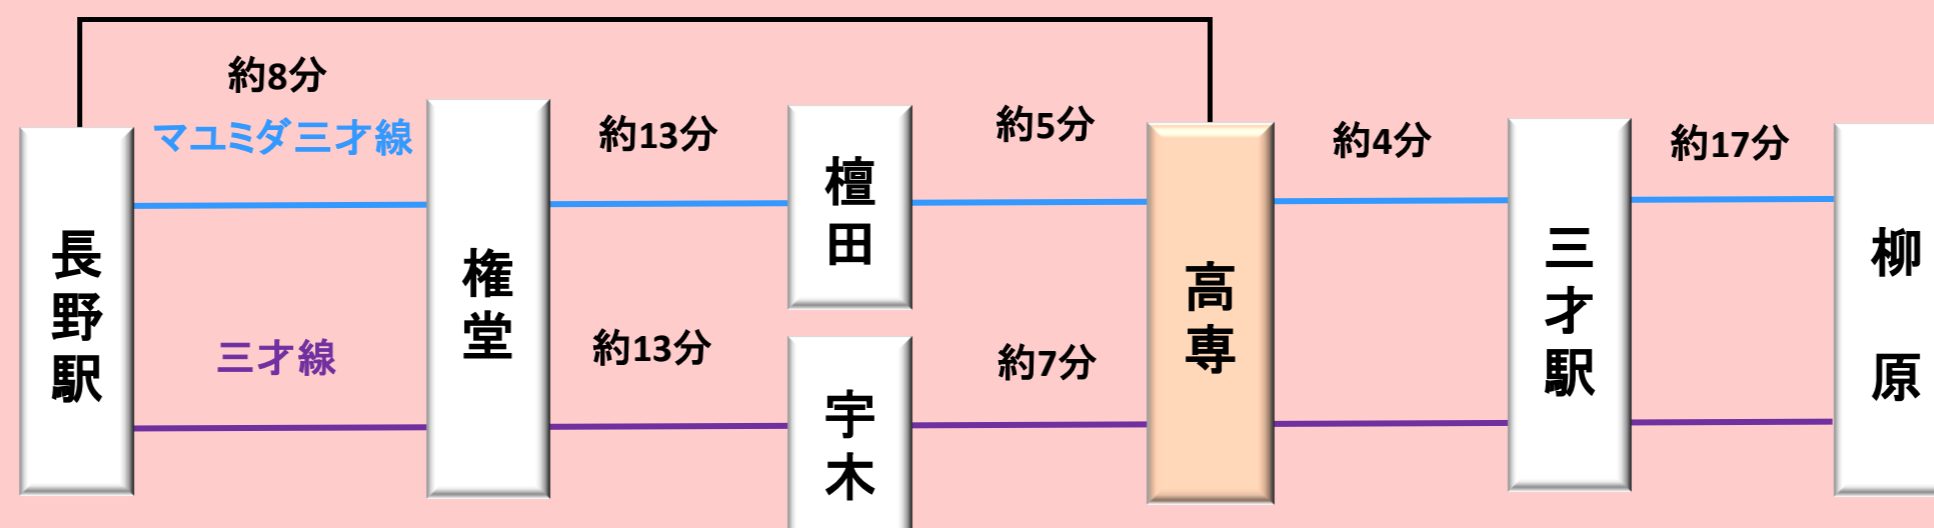 約8分
マユミダ三才線
約13分
約5分
約4分
約17分
長野駅
権堂
檀田
高専
三才駅
柳原
三才線
約13分
約7分
宇木